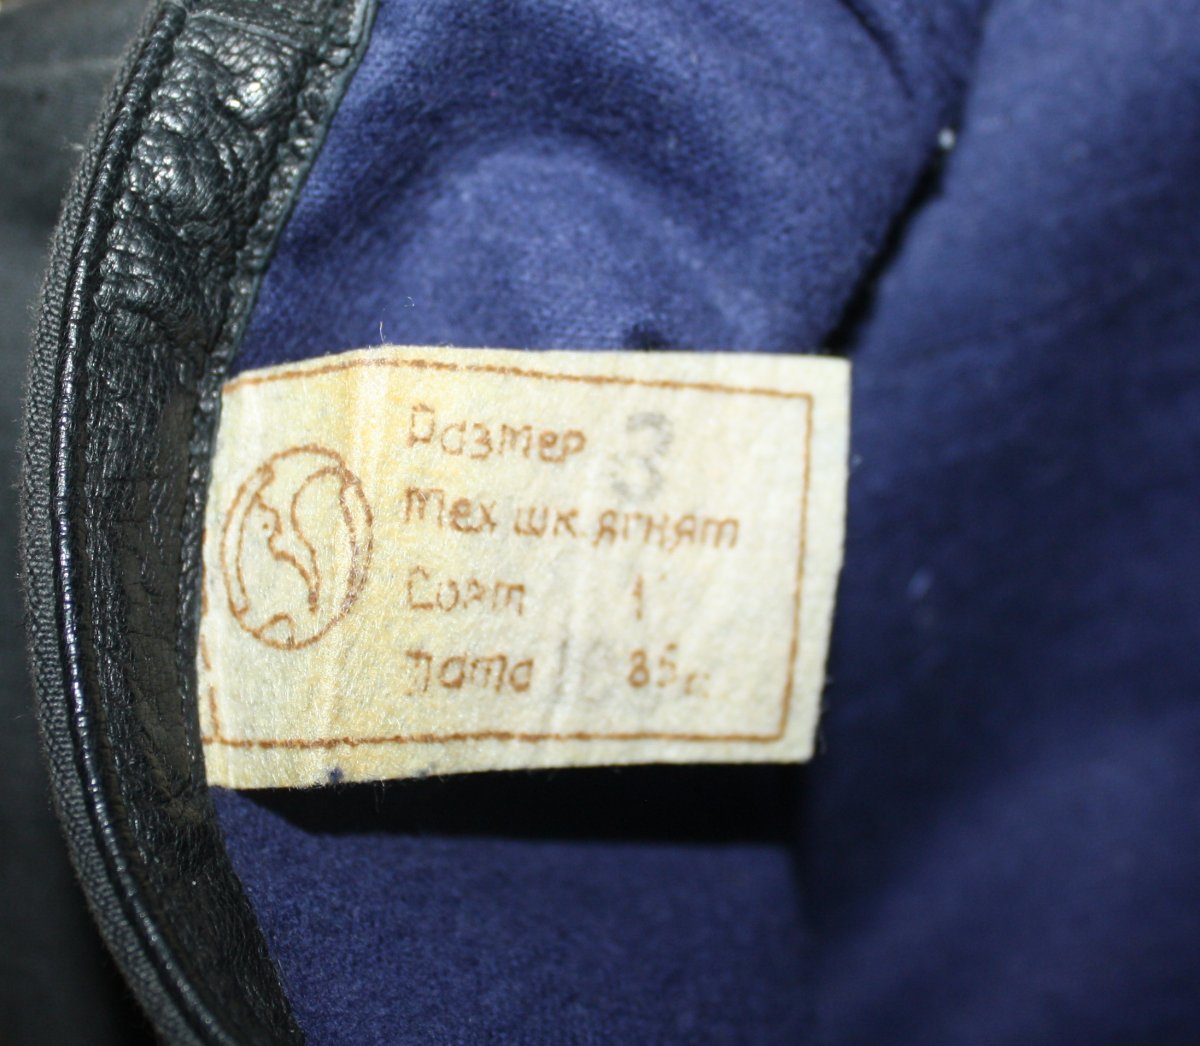 Размер 3
Мех шк. ягнят
Сорт 1
Дата 85г.